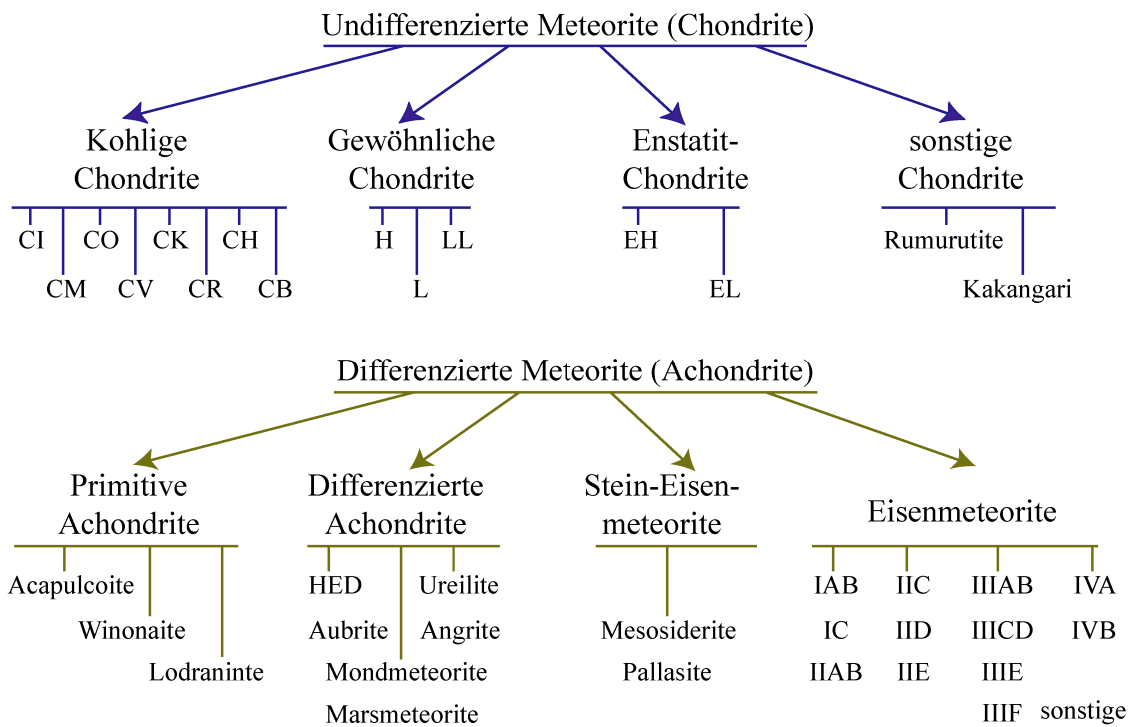 Undifferenzierte Meteorite (Chondrite)
Kohlige
Chondrite
Gewöhnliche
Chondrite
Enstatit-
Chondrite
sonstige
Chondrite
CI CO CK CH
CM CV CR CB
H LL
L
EH
EL
Rumurutite
Kakangari
Differenzierte Meteorite (Achondrite)
Primitive
Achondrite
Differenzierte
Achondrite
Stein-Eisen-
meteorite
Eisenmeteorite
Acapulcoite
Winonaite
Lodraninte
HED Ureilite
Aubrite Angrite
Mondmeteorite
Marsmeteorite
Mesosiderite
Pallasite
IAB IIC IIIAB IVA
IC IID IIICD IVB
IIAB IIE IIIE
IIIF sonstige